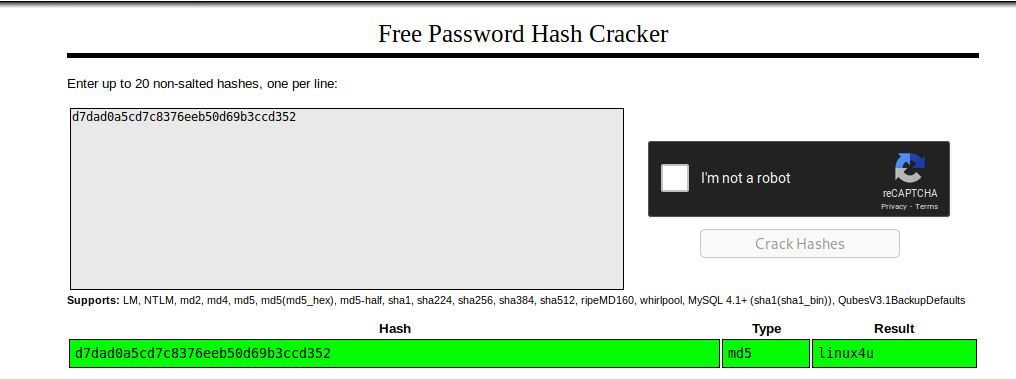 Free Password Hash Cracker
Enter up to 20 non-salted hashes, one per line:
d7dad0a5cd7c8376eeb50d69b3ccd352
I'm not a robot
reCAPTCHA
Privacy - Terms
Crack Hashes
Supports: LM, NTLM, md2, md4, md5, md5(md5_hex), md5-half, sha1, sha224, sha256, sha384, sha512, ripeMD160, whirlpool, MySQL 4.1+ (sha1(sha1_bin)), QubesV3.1BackupDefaults
Hash Type Result
d7dad0a5cd7c8376eeb50d69b3ccd352 md5 linux4u